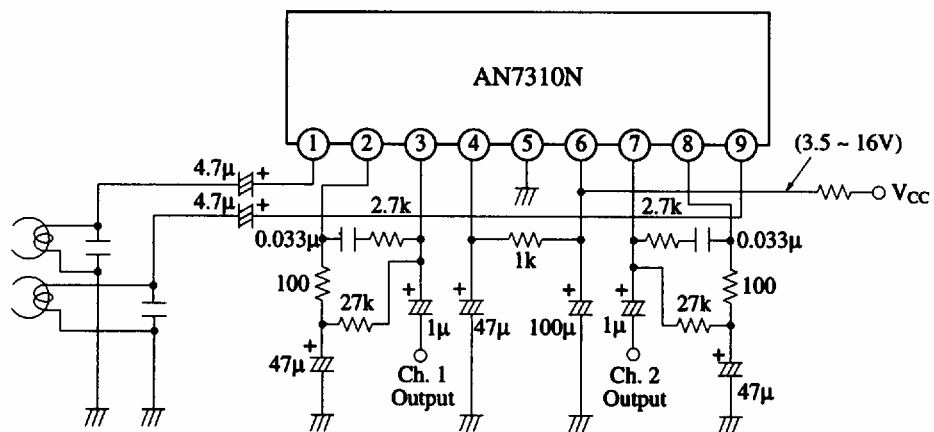 AN7310N
1 2 3 4 5 6 7 8 9
(3.5 ~ 16V)
4.7μ +
4.7μ +
V_CC
2.7k
2.7k
0.033μ
0.033μ
1k
100
100
27k
27k
+
+
+
+
1μ
47μ
100μ
1μ
+
+
47μ
47μ
Ch. 1
Output
Ch. 2
Output